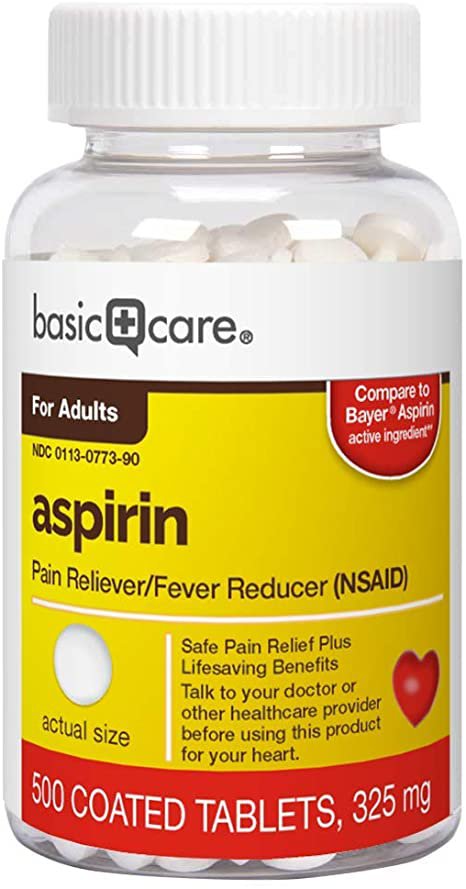 basic care®
For Adults
Compare to
Bayer® Aspirin
active ingredient**
NDC 0113-0773-90
aspirin
Pain Reliever/Fever Reducer (NSAID)
actual size
Safe Pain Relief Plus
Lifesaving Benefits
Talk to your doctor or
other healthcare provider
before using this product
for your heart.
500 COATED TABLETS, 325 mg